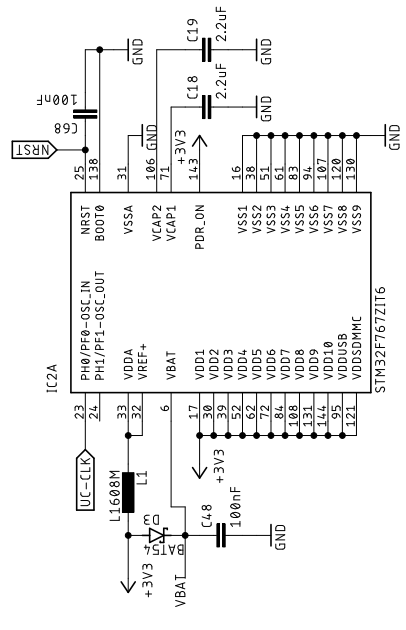 IC2A
UC-CLK
23 PH0/PF0-OSC_IN
24 PH1/PF1-OSC_OUT
33 VDDA
32 VREF+
6 VBAT
17 VDD1
30 VDD2
39 VDD3
52 VDD4
62 VDD5
72 VDD6
84 VDD7
108 VDD8
131 VDD9
144 VDD10
95 VDDUSB
121 VDDSDMMC
STM32F767ZIT6
+3V3
L1608M
L1
D3
BAT54
VBAT
C48
100nF
GND
+3V3
NRST
NRST 25
BOOT0 138
VSSA 31
VCAP2 106
VCAP1 71
PDR_ON 143
VSS1 16
VSS2 38
VSS3 51
VSS4 61
VSS5 83
VSS6 94
VSS7 107
VSS8 120
VSS9 130
C68
100nF
GND
GND
C19
2.2uF
GND
C18
2.2uF
GND
+3V3
GND